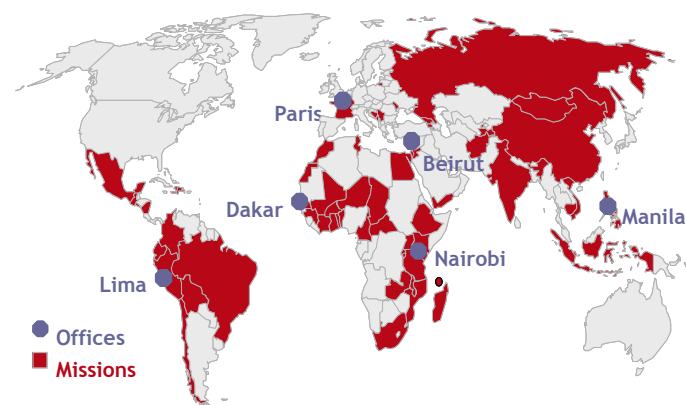 Paris
Beirut
Dakar
Manila
Nairobi
Lima
Offices
Missions